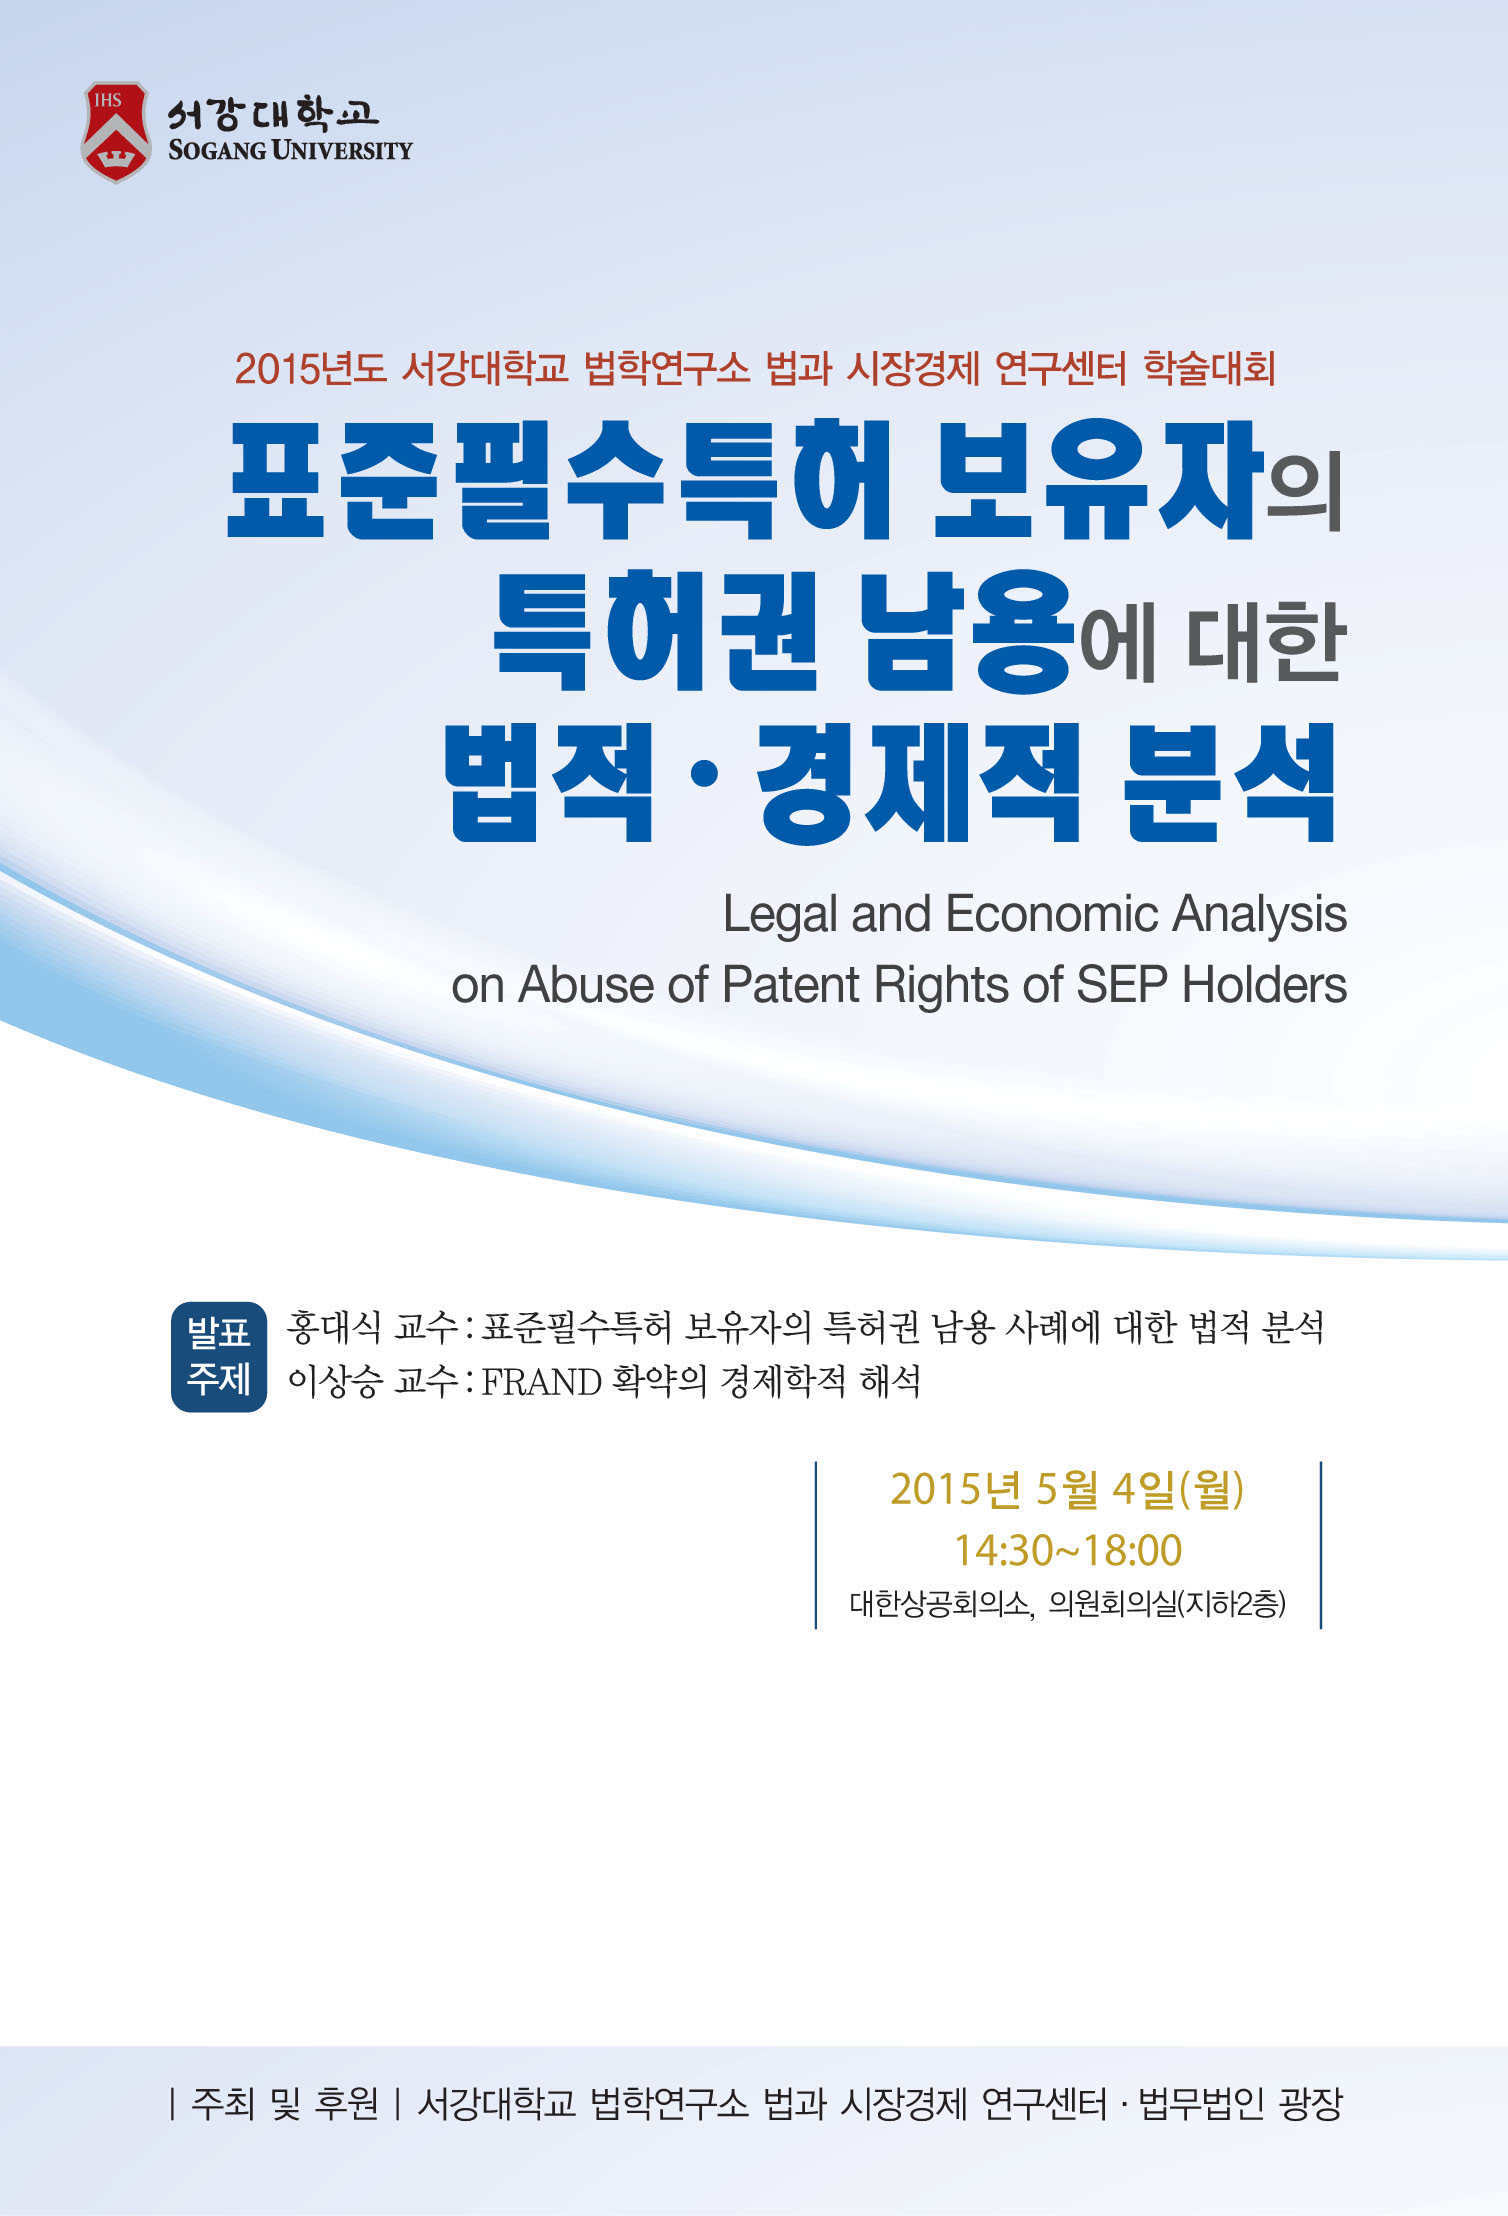 IHS
서강대학교
SOGANG UNIVERSITY
2015년도 서강대학교 법학연구소 법과 시장경제 연구센터 학술대회
표준필수특허 보유자의
특허권 남용에 대한
법적·경제적 분석
Legal and Economic Analysis
on Abuse of Patent Rights of SEP Holders
발표
주제
홍대식 교수 : 표준필수특허 보유자의 특허권 남용 사례에 대한 법적 분석
이상승 교수 : FRAND 확약의 경제학적 해석
2015년 5월 4일(월)
14:30~18:00
대한상공회의소, 의원회의실(지하2층)
| 주최 및 후원 | 서강대학교 법학연구소 법과 시장경제 연구센터 · 법무법인 광장